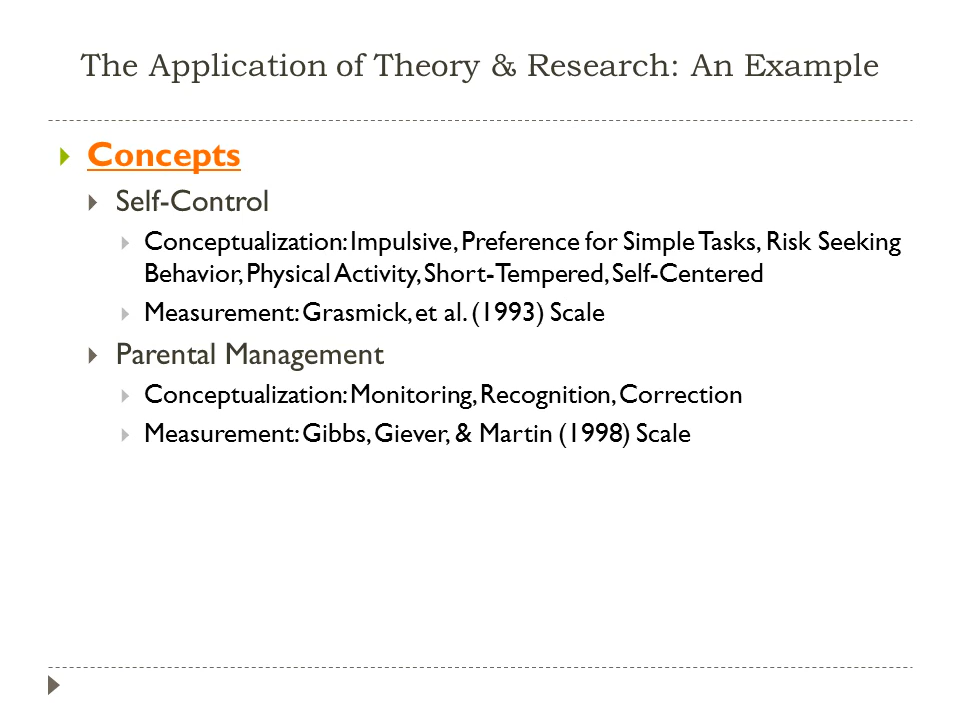 The Application of Theory & Research: An Example
Concepts
Self-Control
Conceptualization: Impulsive, Preference for Simple Tasks, Risk Seeking
Behavior, Physical Activity, Short-Tempered, Self-Centered
Measurement: Grasmick, et al. (1993) Scale
Parental Management
Conceptualization: Monitoring, Recognition, Correction
Measurement: Gibbs, Giever, & Martin (1998) Scale